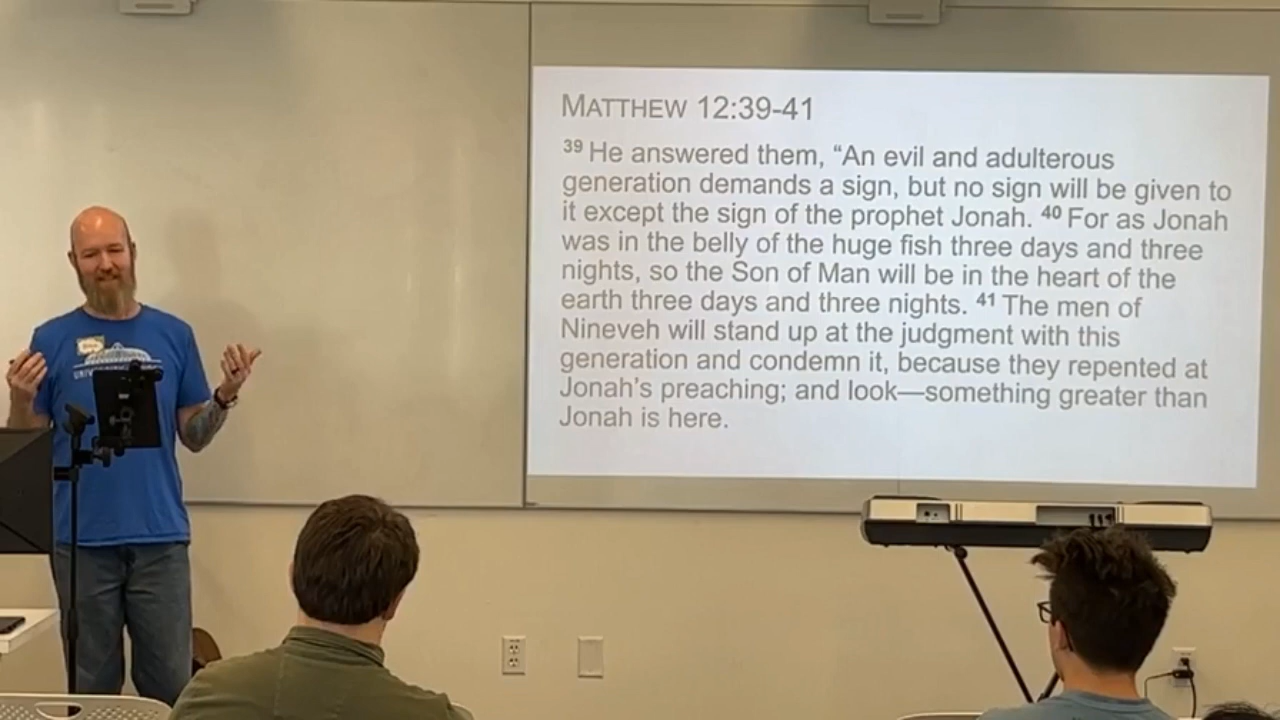 MATTHEW 12:39-41
39 He answered them, “An evil and adulterous
generation demands a sign, but no sign will be given to
it except the sign of the prophet Jonah. 40 For as Jonah
was in the belly of the huge fish three days and three
nights, so the Son of Man will be in the heart of the
earth three days and three nights. 41 The men of
Nineveh will stand up at the judgment with this
generation and condemn it, because they repented at
Jonah’s preaching; and look—something greater than
Jonah is here.